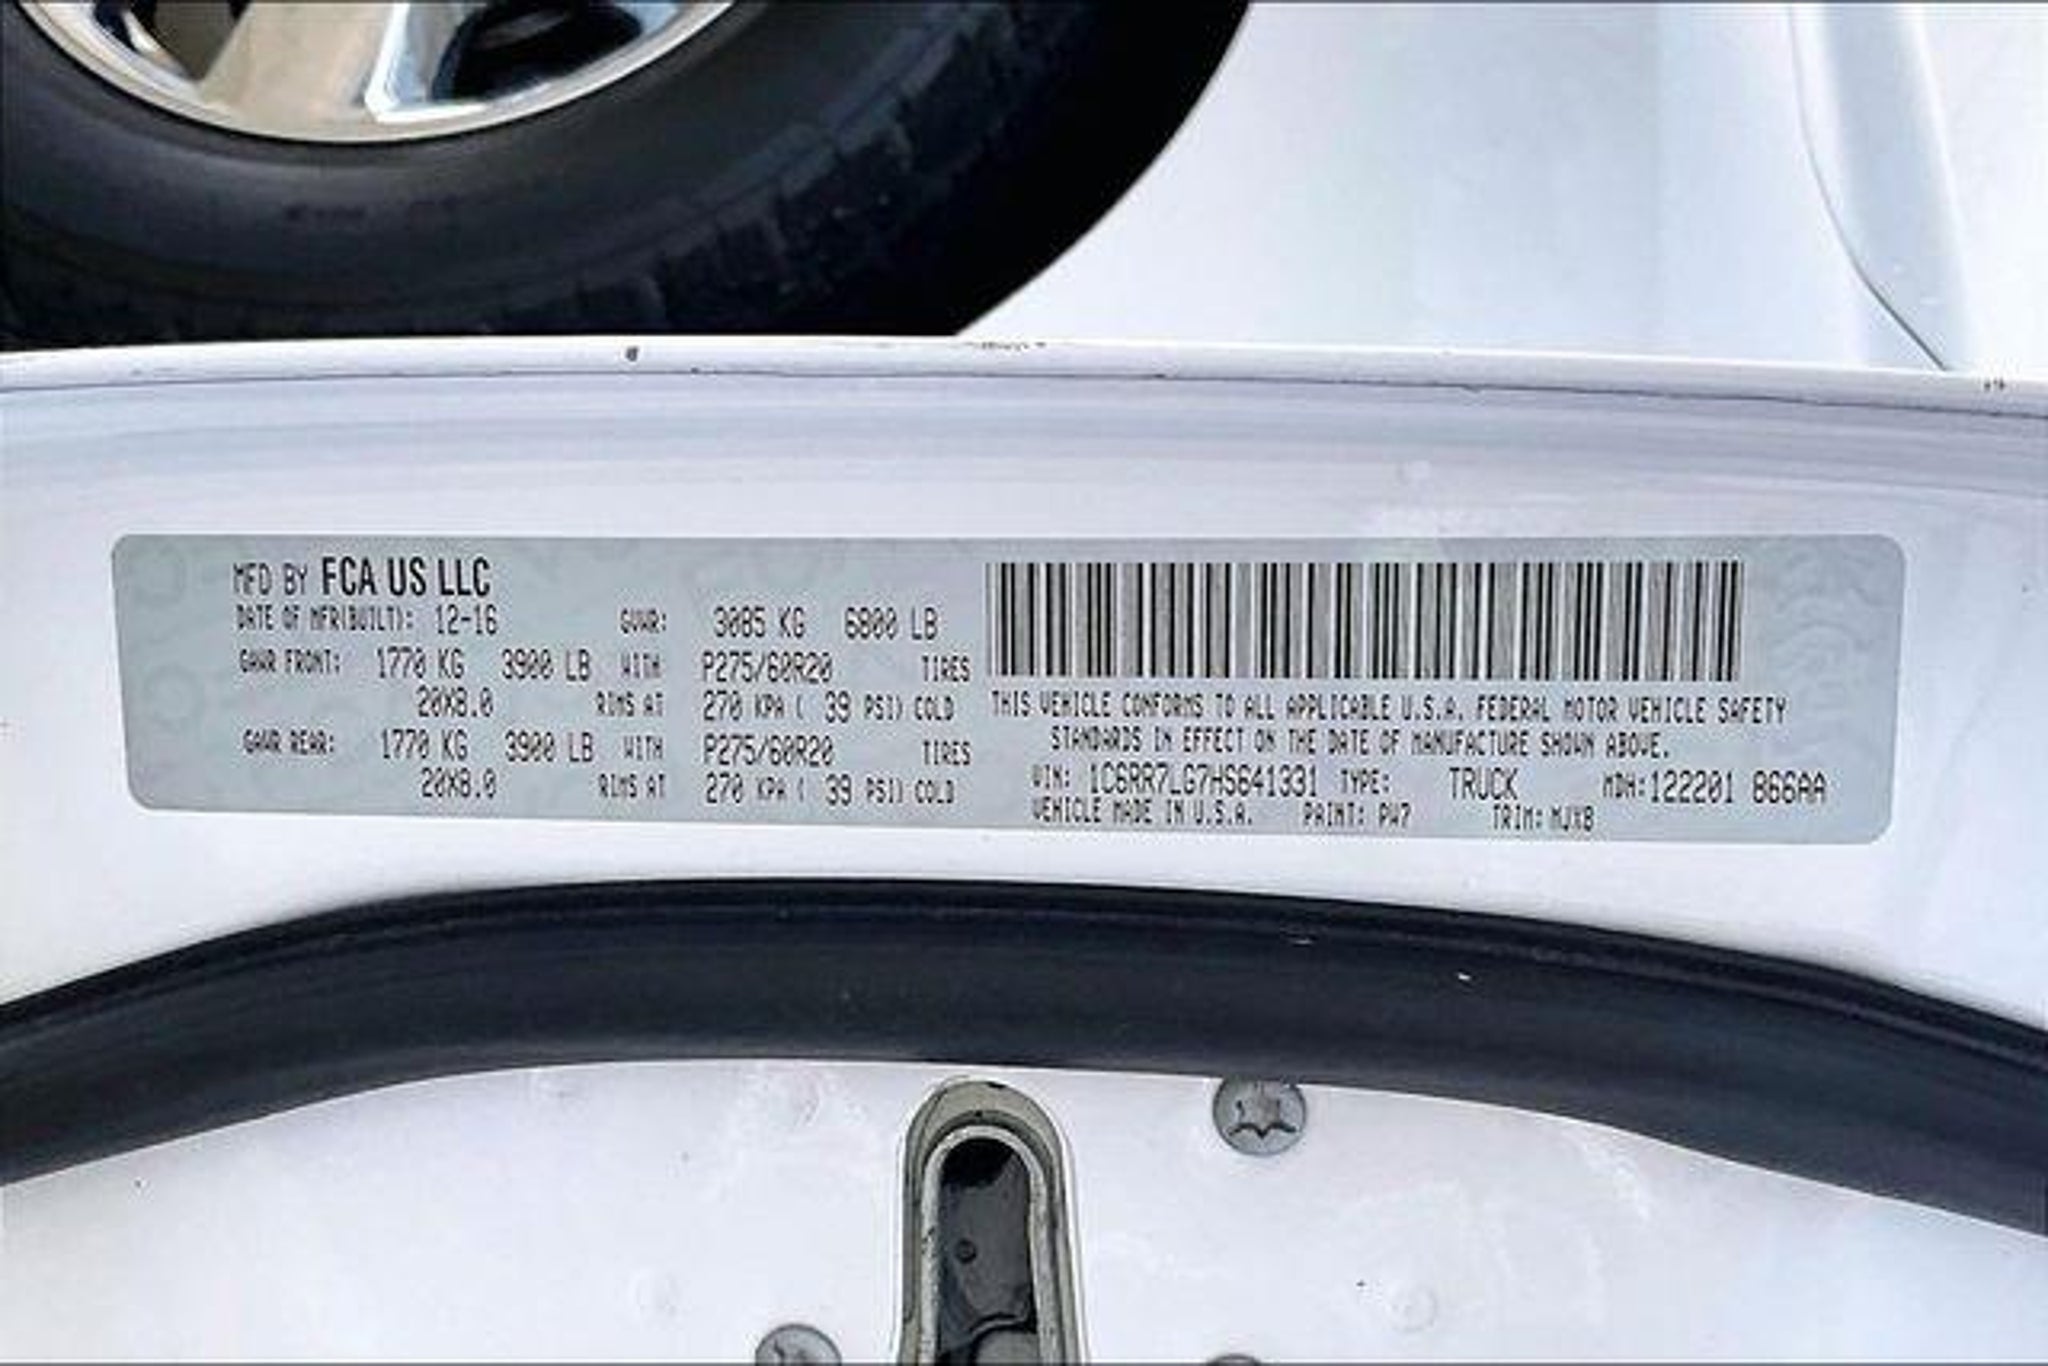 MFD BY FCA US LLC
DATE OF MFR(BUILT): 12-16 GVWR: 3085 KG 6800 LB
GAWR FRONT: 1770 KG 3900 LB WITH P275/60R20 TIRES
20X8.0 RIMS AT 270 KPA ( 39 PSI) COLD
GAWR REAR: 1770 KG 3900 LB WITH P275/60R20 TIRES
20X8.0 RIMS AT 270 KPA ( 39 PSI) COLD
THIS VEHICLE CONFORMS TO ALL APPLICABLE U.S.A. FEDERAL MOTOR VEHICLE SAFETY
STANDARDS IN EFFECT ON THE DATE OF MANUFACTURE SHOWN ABOVE.
VIN: 1C6RR7LG7HS641331 TYPE: TRUCK MDH: 122201 866AA
VEHICLE MADE IN U.S.A. PAINT: PW7 TRIM: MJX8